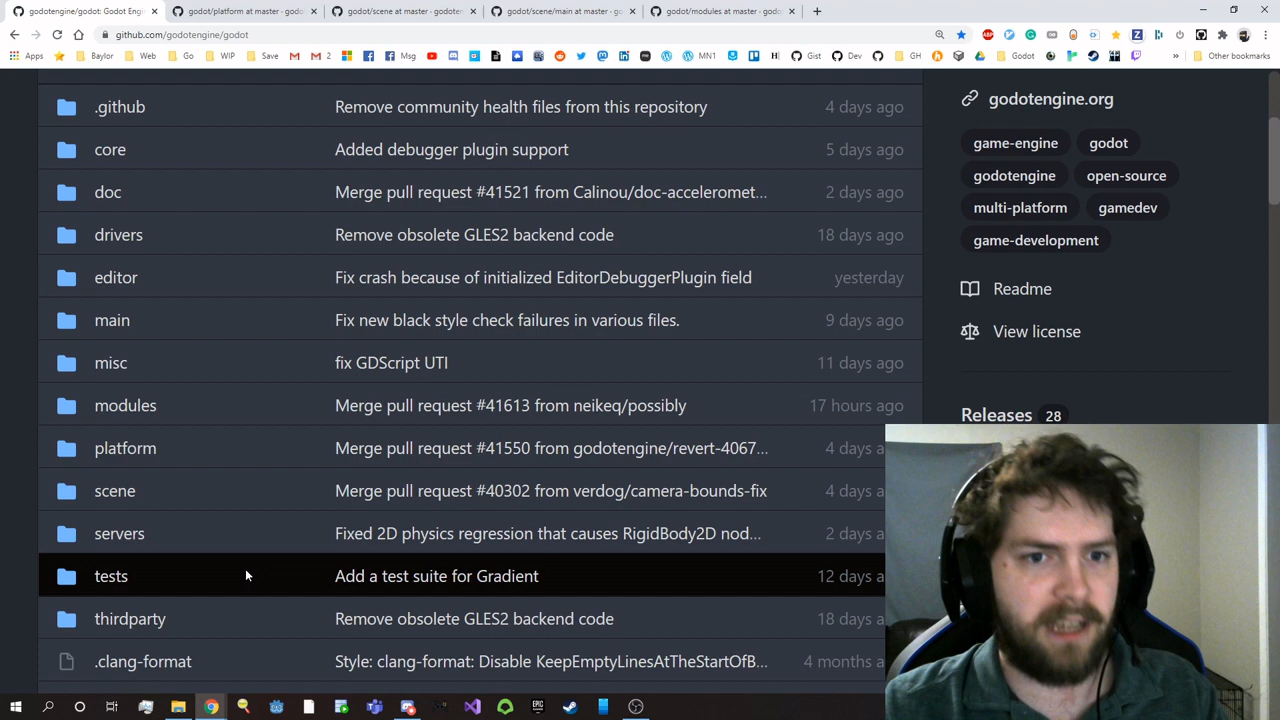 godotengine/godot: Godot Engi
godot/platform at master · godot
godot/scene at master · godoten
godot/scene/main at master · god
godot/modules at master · godot
github.com/godotengine/godot
Apps
Baylor
Web
Go
WIP
Save
M 1
M 2
Msg
MN1
Gist
Dev
GH
Godot
»
Other bookmarks
.github
Remove community health files from this repository
4 days ago
core
Added debugger plugin support
5 days ago
doc
Merge pull request #41521 from Calinou/doc-acceleromet...
2 days ago
drivers
Remove obsolete GLES2 backend code
18 days ago
editor
Fix crash because of initialized EditorDebuggerPlugin field
yesterday
main
Fix new black style check failures in various files.
9 days ago
misc
fix GDScript UTI
11 days ago
modules
Merge pull request #41613 from neikeq/possibly
17 hours ago
platform
Merge pull request #41550 from godotengine/revert-4067...
4 days a
scene
Merge pull request #40302 from verdog/camera-bounds-fix
4 days a
servers
Fixed 2D physics regression that causes RigidBody2D nod...
2 days a
tests
Add a test suite for Gradient
12 days a
thirdparty
Remove obsolete GLES2 backend code
18 days a
.clang-format
Style: clang-format: Disable KeepEmptyLinesAtTheStartOfB...
4 months a
godotengine.org
game-engine
godot
godotengine
open-source
multi-platform
gamedev
game-development
Readme
View license
Releases 28